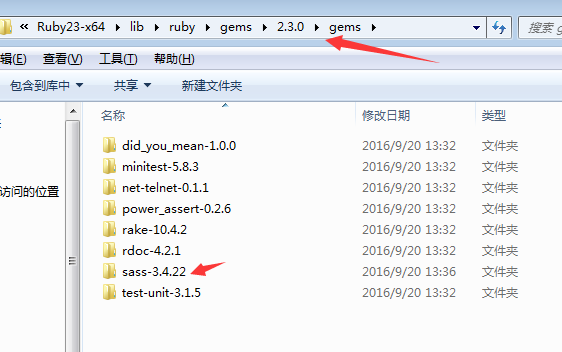 « Ruby23-x64 lib ruby gems 2.3.0 gems 搜索 g
辑(E) 查看(V) 工具(T) 帮助(H)
包含到库中 共享 新建文件夹
名称 修改日期 类型
did_you_mean-1.0.0 2016/9/20 13:32 文件夹
minitest-5.8.3 2016/9/20 13:32 文件夹
net-telnet-0.1.1 2016/9/20 13:32 文件夹
访问的位置
power_assert-0.2.6 2016/9/20 13:32 文件夹
rake-10.4.2 2016/9/20 13:32 文件夹
rdoc-4.2.1 2016/9/20 13:32 文件夹
sass-3.4.22 2016/9/20 13:36 文件夹
test-unit-3.1.5 2016/9/20 13:32 文件夹